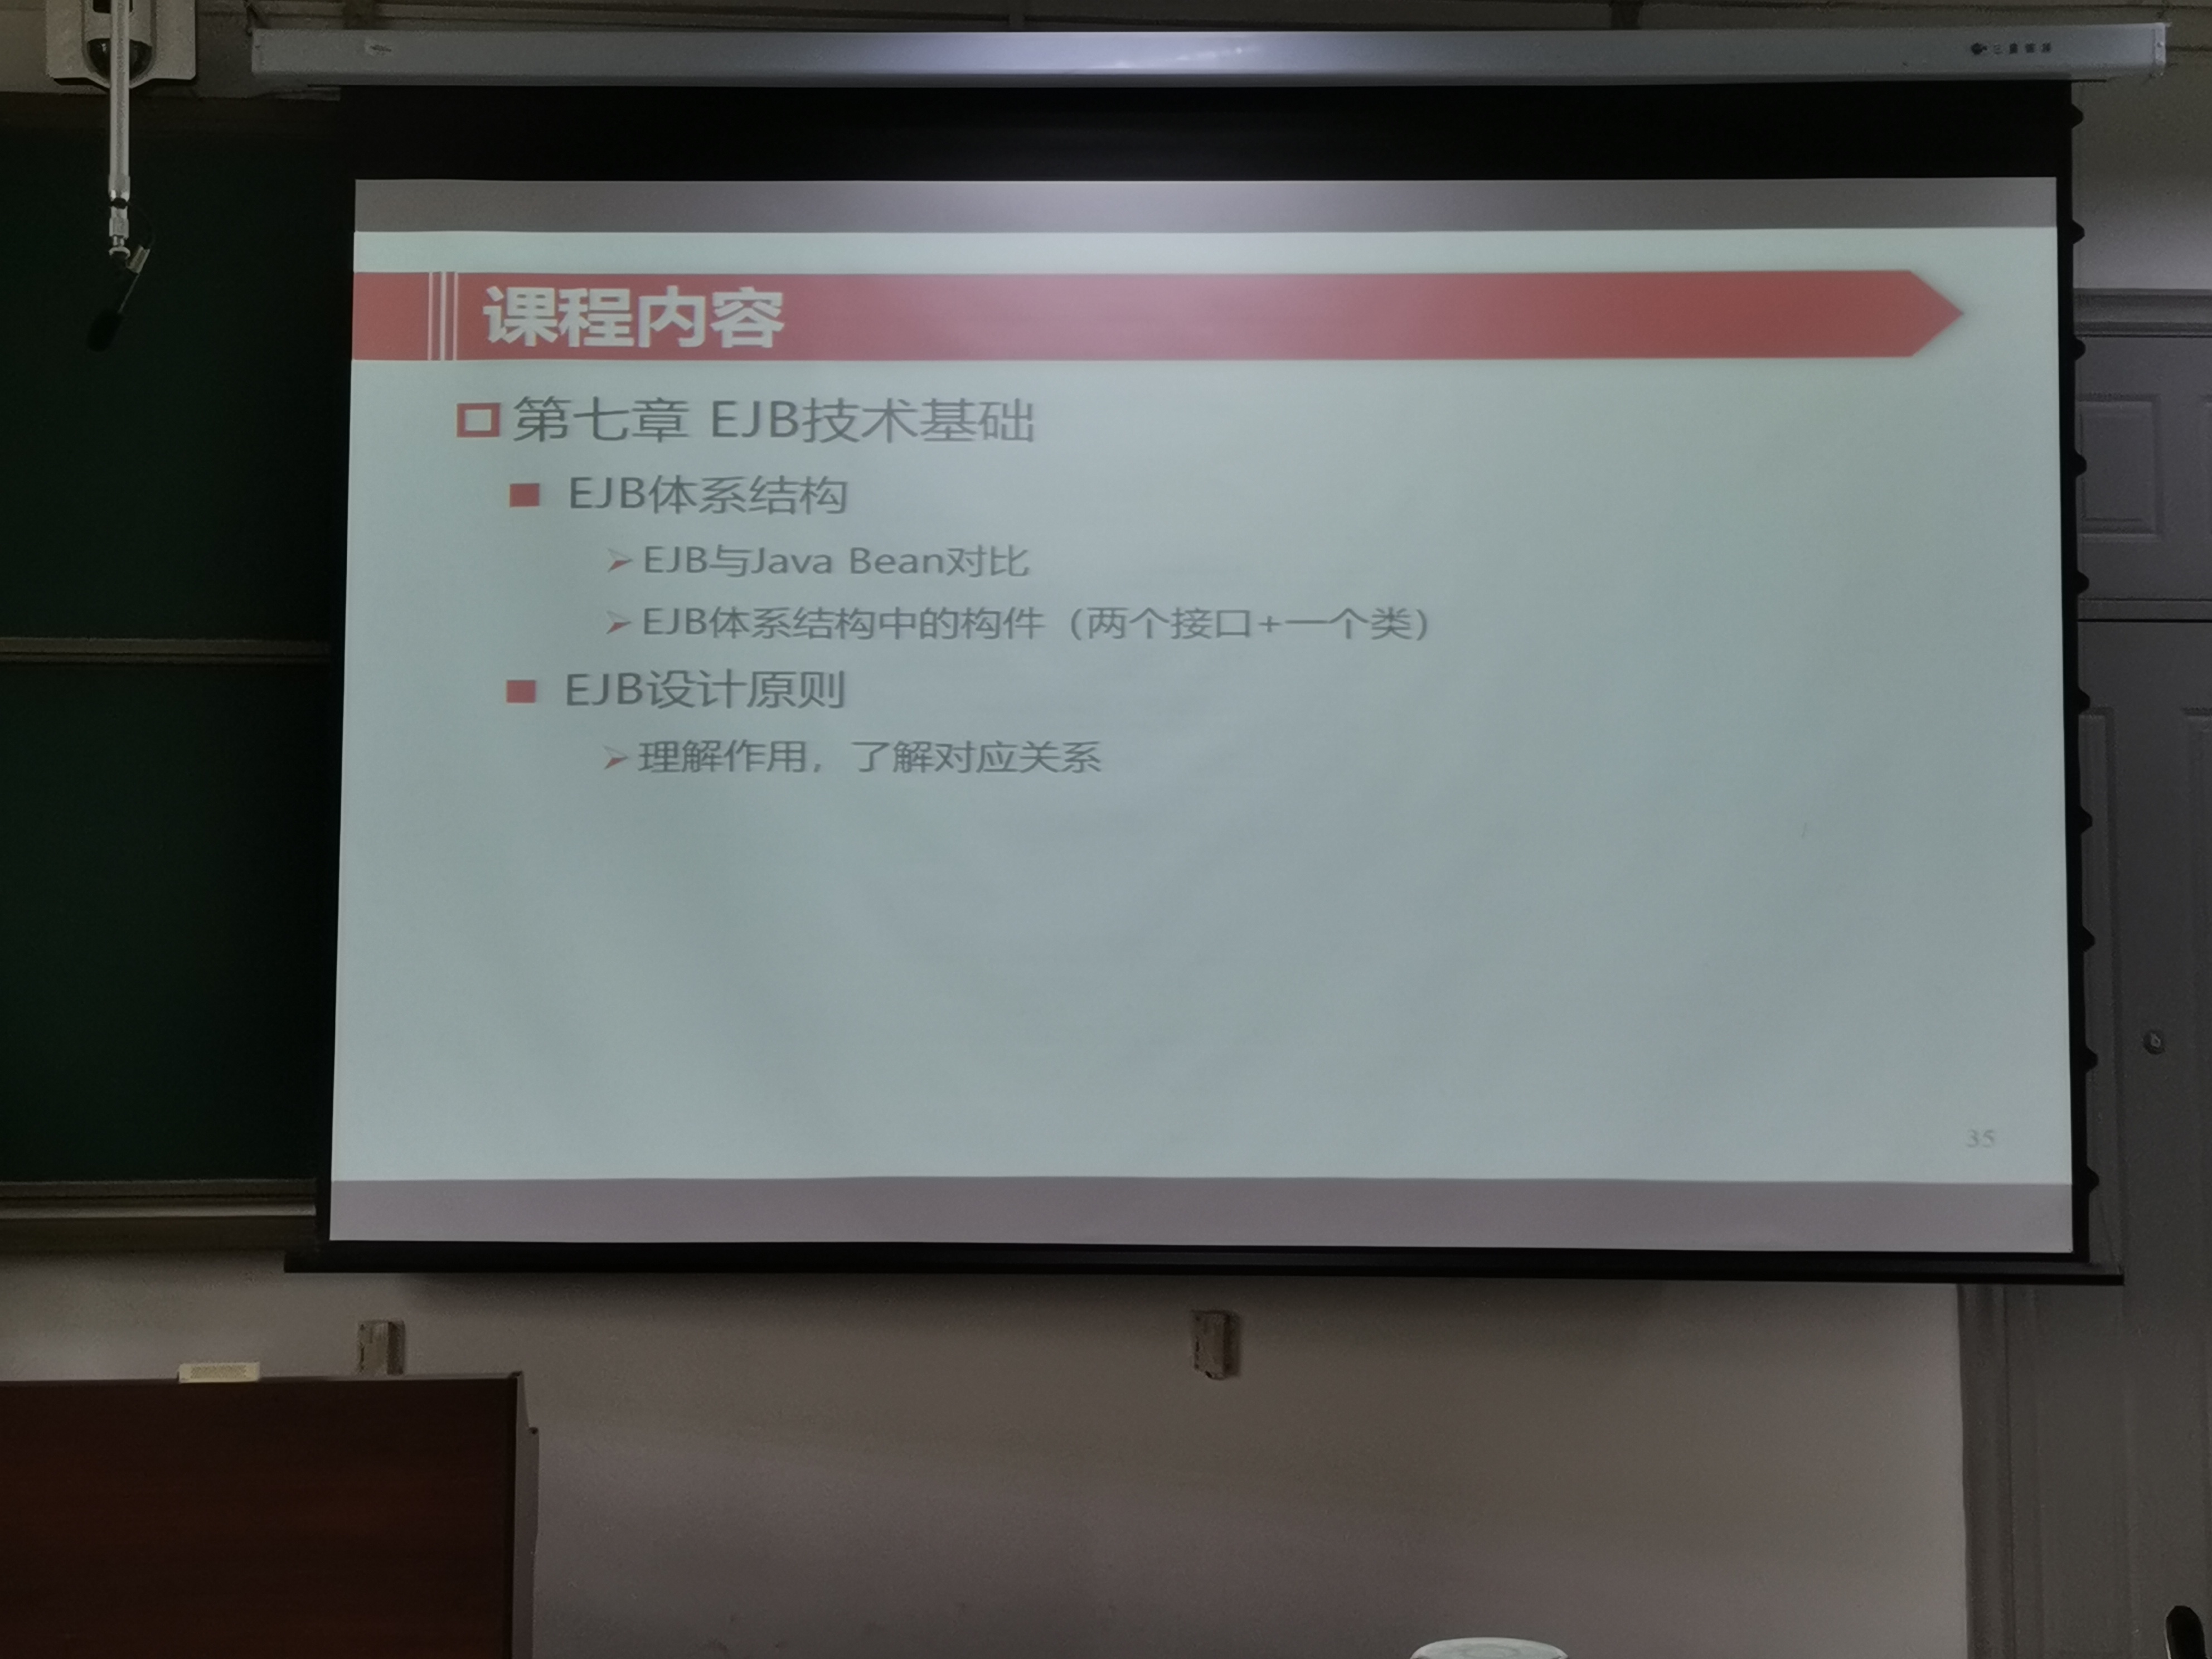 课程内容
第七章 EJB技术基础
EJB体系结构
EJB与Java Bean对比
EJB体系结构中的构件（两个接口+一个类）
EJB设计原则
理解作用，了解对应关系
35